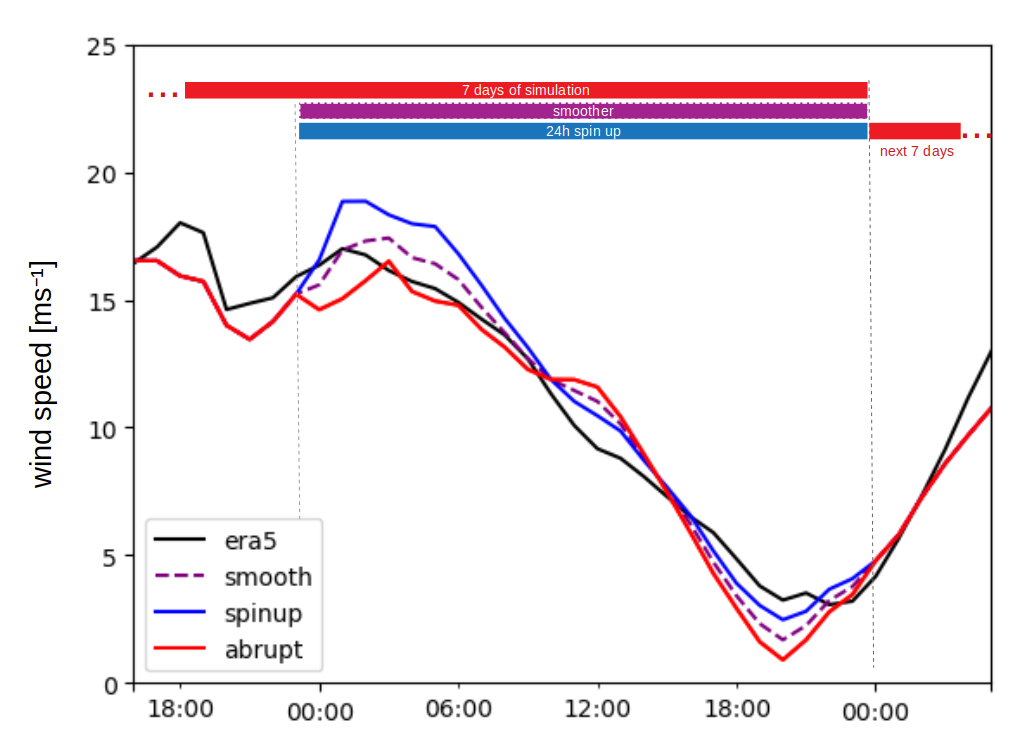 25
... 7 days of simulation
smoother
24h spin up ...
next 7 days
20
15
10
5
0
wind speed [ms⁻¹]
era5
smooth
spinup
abrupt
18:00 00:00 06:00 12:00 18:00 00:00